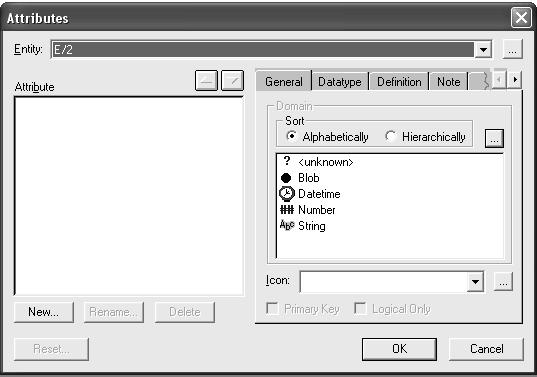 Attributes
Entity: E/2 ...
Attribute
General Datatype Definition Note
Domain
Sort
Alphabetically Hierarchically ...
? <unknown>
Blob
Datetime
Number
ABC String
Icon: ...
New... Rename... Delete
Primary Key Logical Only
Reset... OK Cancel